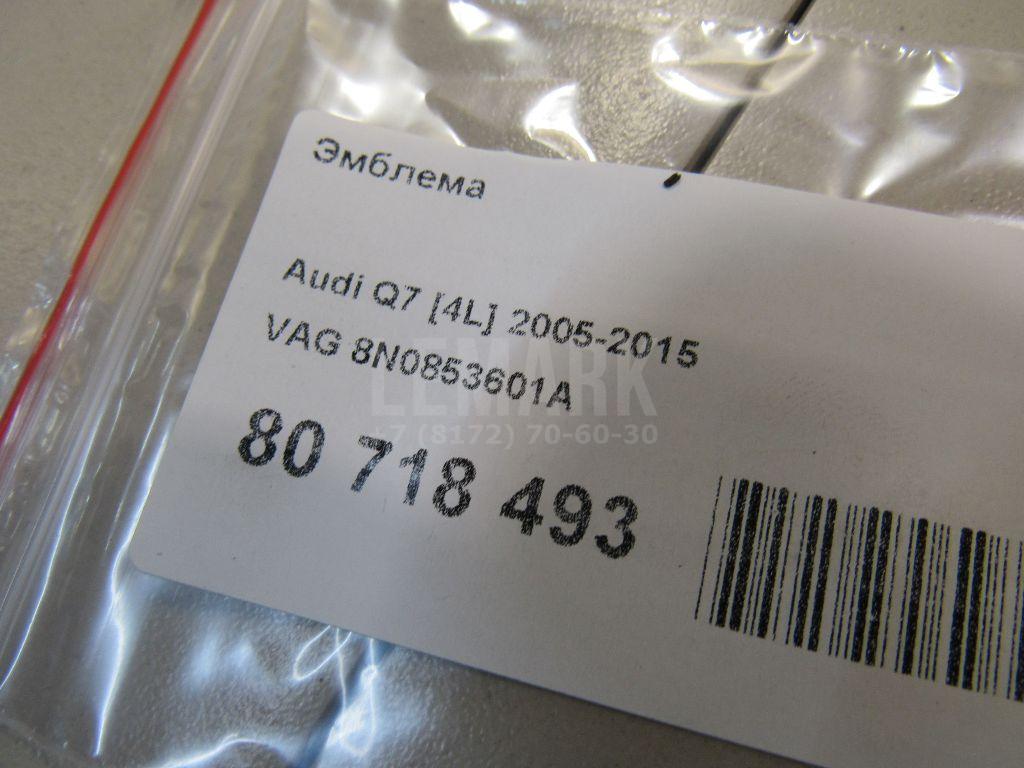 Эмблема
Audi Q7 [4L] 2005-2015
VAG 8N0853601A
LEMARK
+7 (8172) 70-60-30
80 718 493